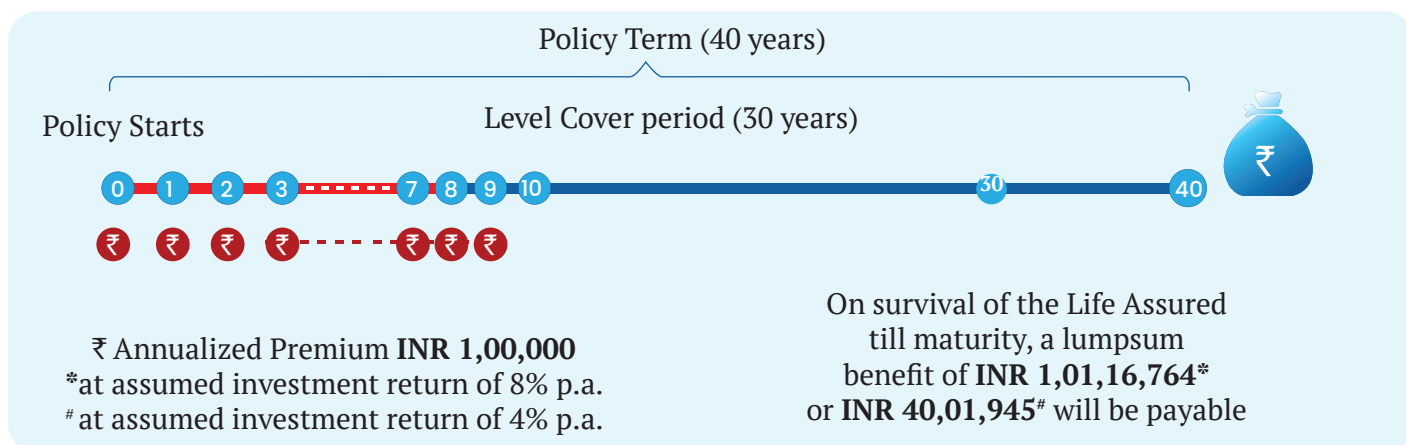 Policy Term (40 years)
Policy Starts
Level Cover period (30 years)
₹
0 1 2 3 7 8 9 10 30 40
₹ ₹ ₹ ₹ ₹ ₹ ₹
₹ Annualized Premium INR 1,00,000
*at assumed investment return of 8% p.a.
# at assumed investment return of 4% p.a.
On survival of the Life Assured
till maturity, a lumpsum
benefit of INR 1,01,16,764*
or INR 40,01,945# will be payable